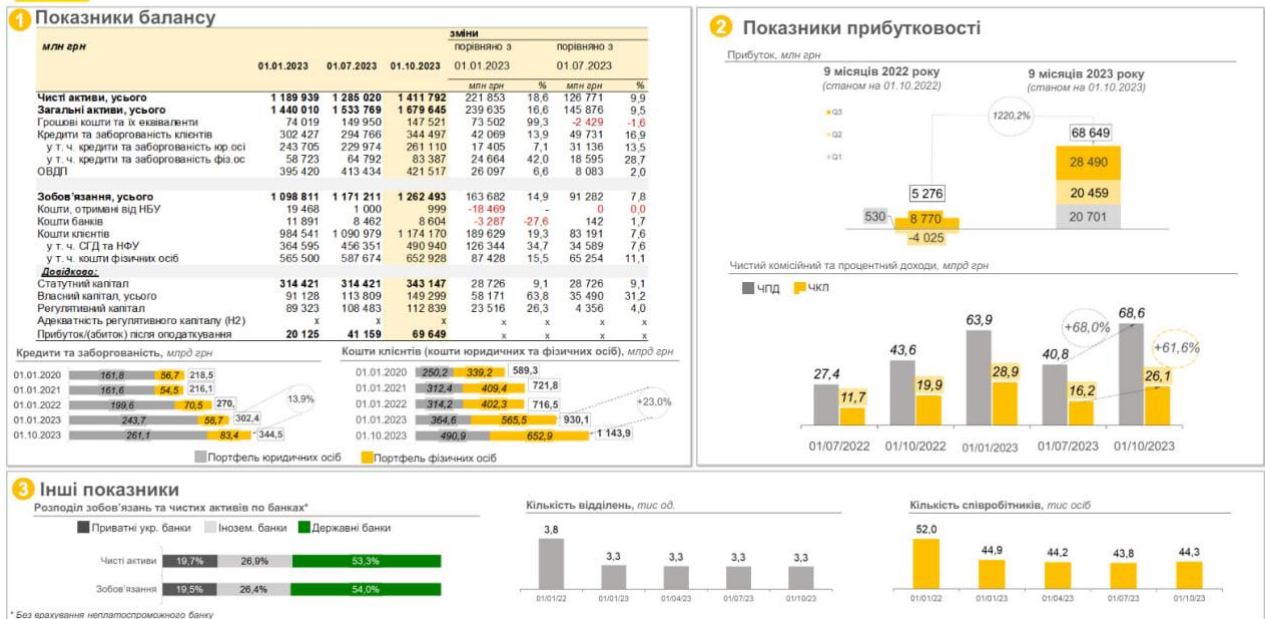 1 Показники балансу
млн грн
зміни
порівняно з порівняно з
01.01.2023 01.07.2023 01.10.2023 01.01.2023 01.07.2023
млн грн % млн грн %
Чисті активи, усього 1 189 939 1 285 020 1 411 792 221 853 18,6 126 771 9,9
Загальні активи, усього 1 440 010 1 533 769 1 679 645 239 635 16,6 145 876 9,5
Грошові кошти та їх еквіваленти 74 019 149 950 147 521 73 502 99,3 -2 429 -1,6
Кредити та заборгованість клієнтів 302 427 294 766 344 497 42 069 13,9 49 731 16,9
у т. ч. кредити та заборгованість юр.осі 243 705 229 974 261 110 17 405 7,1 31 136 13,5
у т. ч. кредити та заборгованість фіз.ос 58 723 64 792 83 387 24 664 42,0 18 595 28,7
ОВДП 395 420 413 434 421 517 26 097 6,6 8 083 2,0
Зобов'язання, усього 1 098 811 1 171 211 1 262 493 163 682 14,9 91 282 7,8
Кошти, отримані від НБУ 19 468 1 000 999 -18 469 - 0 0,0
Кошти банків 11 891 8 462 8 604 -3 287 -27,6 142 1,7
Кошти клієнтів 984 541 1 090 979 1 174 170 189 629 19,3 83 191 7,6
у т. ч. СГД та НФУ 364 595 456 351 490 940 126 344 34,7 34 589 7,6
у т. ч. кошти фізичних осіб 565 500 587 674 652 928 87 428 15,5 65 254 11,1
Довідково:
Статутний капітал 314 421 314 421 343 147 28 726 9,1 28 726 9,1
Власний капітал, усього 91 128 113 809 149 299 58 171 63,8 35 490 31,2
Регулятивний капітал 89 323 108 483 112 839 23 516 26,3 4 356 4,0
Адекватність регулятивного капіталу (Н2) x x x x x x x
Прибуток/(збиток) після оподаткування 20 125 41 159 69 649 x x x x
Кредити та заборгованість, млрд грн
01.01.2020 161,8 56,7 218,5
01.01.2021 161,6 54,5 216,1
01.01.2022 199,6 70,5 270,
01.01.2023 243,7 58,7 302,4
01.10.2023 261,1 83,4 344,5
13,9%
Кошти клієнтів (кошти юридичних та фізичних осіб), млрд грн
01.01.2020 250,2 339,2 589,3
01.01.2021 312,4 409,4 721,8
01.01.2022 314,2 402,3 716,5
01.01.2023 364,6 565,5 930,1
01.10.2023 490,9 652,9 1 143,9
+23,0%
Портфель юридичних осіб Портфель фізичних осіб
2 Показники прибутковості
Прибуток, млн грн
9 місяців 2022 року 9 місяців 2023 року
(станом на 01.10.2022) (станом на 01.10.2023)
Q3
Q2
Q1
1220,2%
68 649
28 490
20 459
20 701
5 276
530 8 770
-4 025
Чистий комісійний та процентний доходи, млрд грн
ЧПД ЧКД
27,4 11,7 43,6 19,9 63,9 28,9 40,8 16,2 68,6 26,1
+68,0% +61,6%
01/07/2022 01/10/2022 01/01/2023 01/07/2023 01/10/2023
3 Інші показники
Розподіл зобов'язань та чистих активів по банках*
Приватні укр. банки Інозем. банки Державні банки
Чисті активи 19,7% 26,9% 53,3%
Зобов'язання 19,5% 26,4% 54,0%
* Без врахування неплатоспроможного банку
Кількість відділень, тис од.
3,8 3,3 3,3 3,3 3,3
01/01/22 01/01/23 01/04/23 01/07/23 01/10/23
Кількість співробітників, тис осіб
52,0 44,9 44,2 43,8 44,3
01/01/22 01/01/23 01/04/23 01/07/23 01/10/23